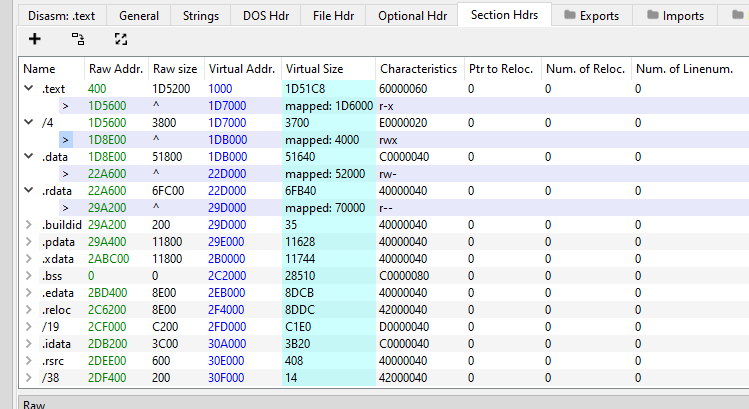 Disasm: .text General Strings DOS Hdr File Hdr Optional Hdr Section Hdrs Exports Imports
Name Raw Addr. Raw size Virtual Addr. Virtual Size Characteristics Ptr to Reloc. Num. of Reloc. Num. of Linenum.
.text 400 1D5200 1000 1D51C8 60000060 0 0 0
> 1D5600 ^ 1D7000 mapped: 1D6000 r-x
/4 1D5600 3800 1D7000 3700 E0000020 0 0 0
> 1D8E00 ^ 1DB000 mapped: 4000 rwx
.data 1D8E00 51800 1DB000 51640 C0000040 0 0 0
> 22A600 ^ 22D000 mapped: 52000 rw-
.rdata 22A600 6FC00 22D000 6FB40 40000040 0 0 0
> 29A200 ^ 29D000 mapped: 70000 r--
.buildid 29A200 200 29D000 35 40000040 0 0 0
.pdata 29A400 11800 29E000 11628 40000040 0 0 0
.xdata 2ABC00 11800 2B0000 11744 40000040 0 0 0
.bss 0 0 2C2000 28510 C0000080 0 0 0
.edata 2BD400 8E00 2EB000 8DCB 40000040 0 0 0
.reloc 2C6200 8E00 2F4000 8DDC 42000040 0 0 0
/19 2CF000 C200 2FD000 C1E0 D0000040 0 0 0
.idata 2DB200 3C00 30A000 3B20 C0000040 0 0 0
.rsrc 2DEE00 600 30E000 408 40000040 0 0 0
/38 2DF400 200 30F000 14 42000040 0 0 0
Raw